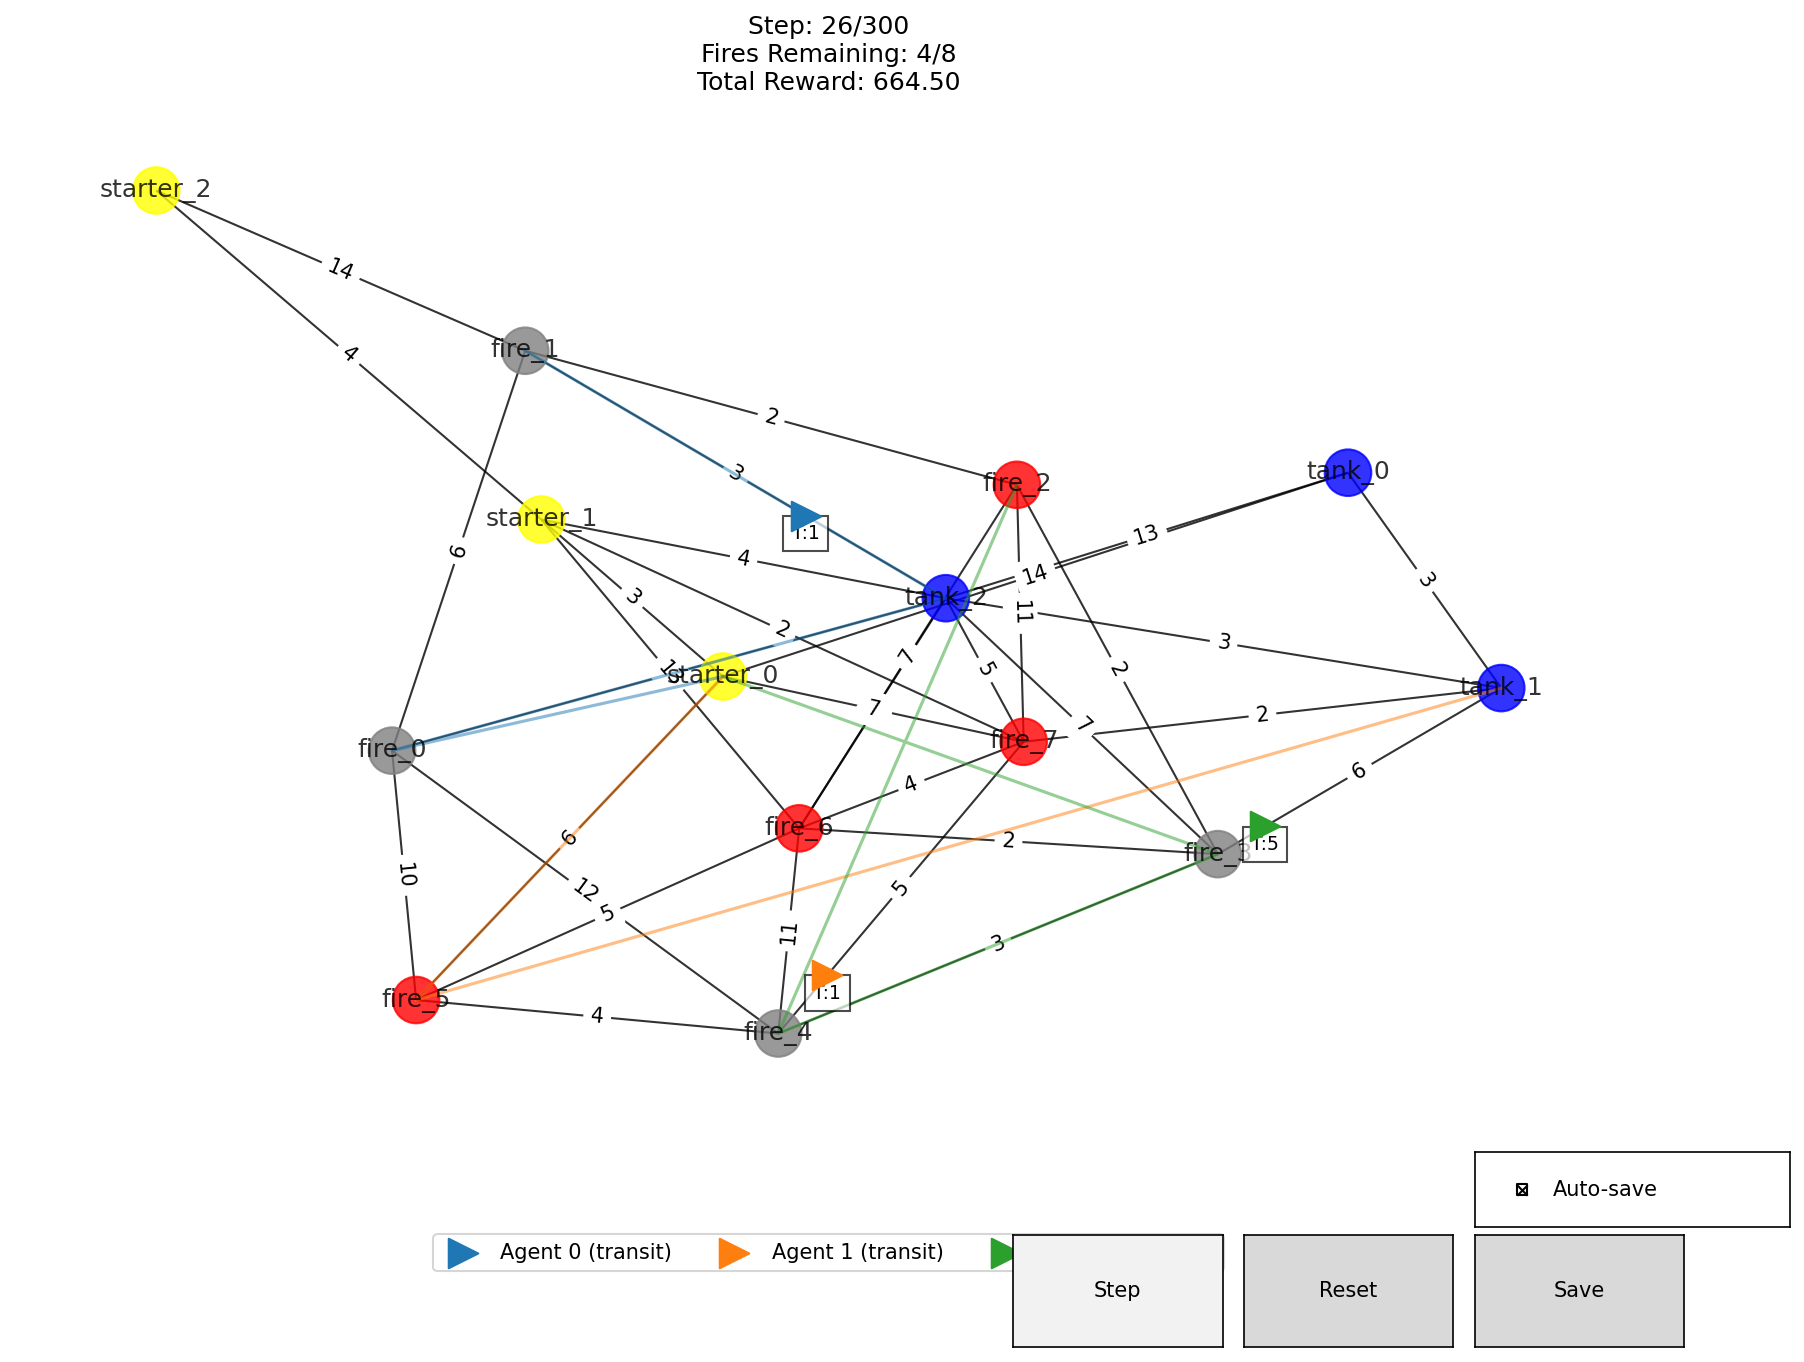 Step: 26/300
Fires Remaining: 4/8
Total Reward: 664.50
starter_2
14
4
fire_1
2
3
6
fire_2
tank_0
starter_1
T:1
13
4
14
3
tank_2
11
3
2
7
3
5
2
starter_0
tank_1
7
7
2
fire_0
fire_7
6
4
fire_6
2
fire_3
T:5
6
10
12
5
5
11
3
T:1
fire_5
4
fire_4
Auto-save
Agent 0 (transit)
Agent 1 (transit)
Step
Reset
Save